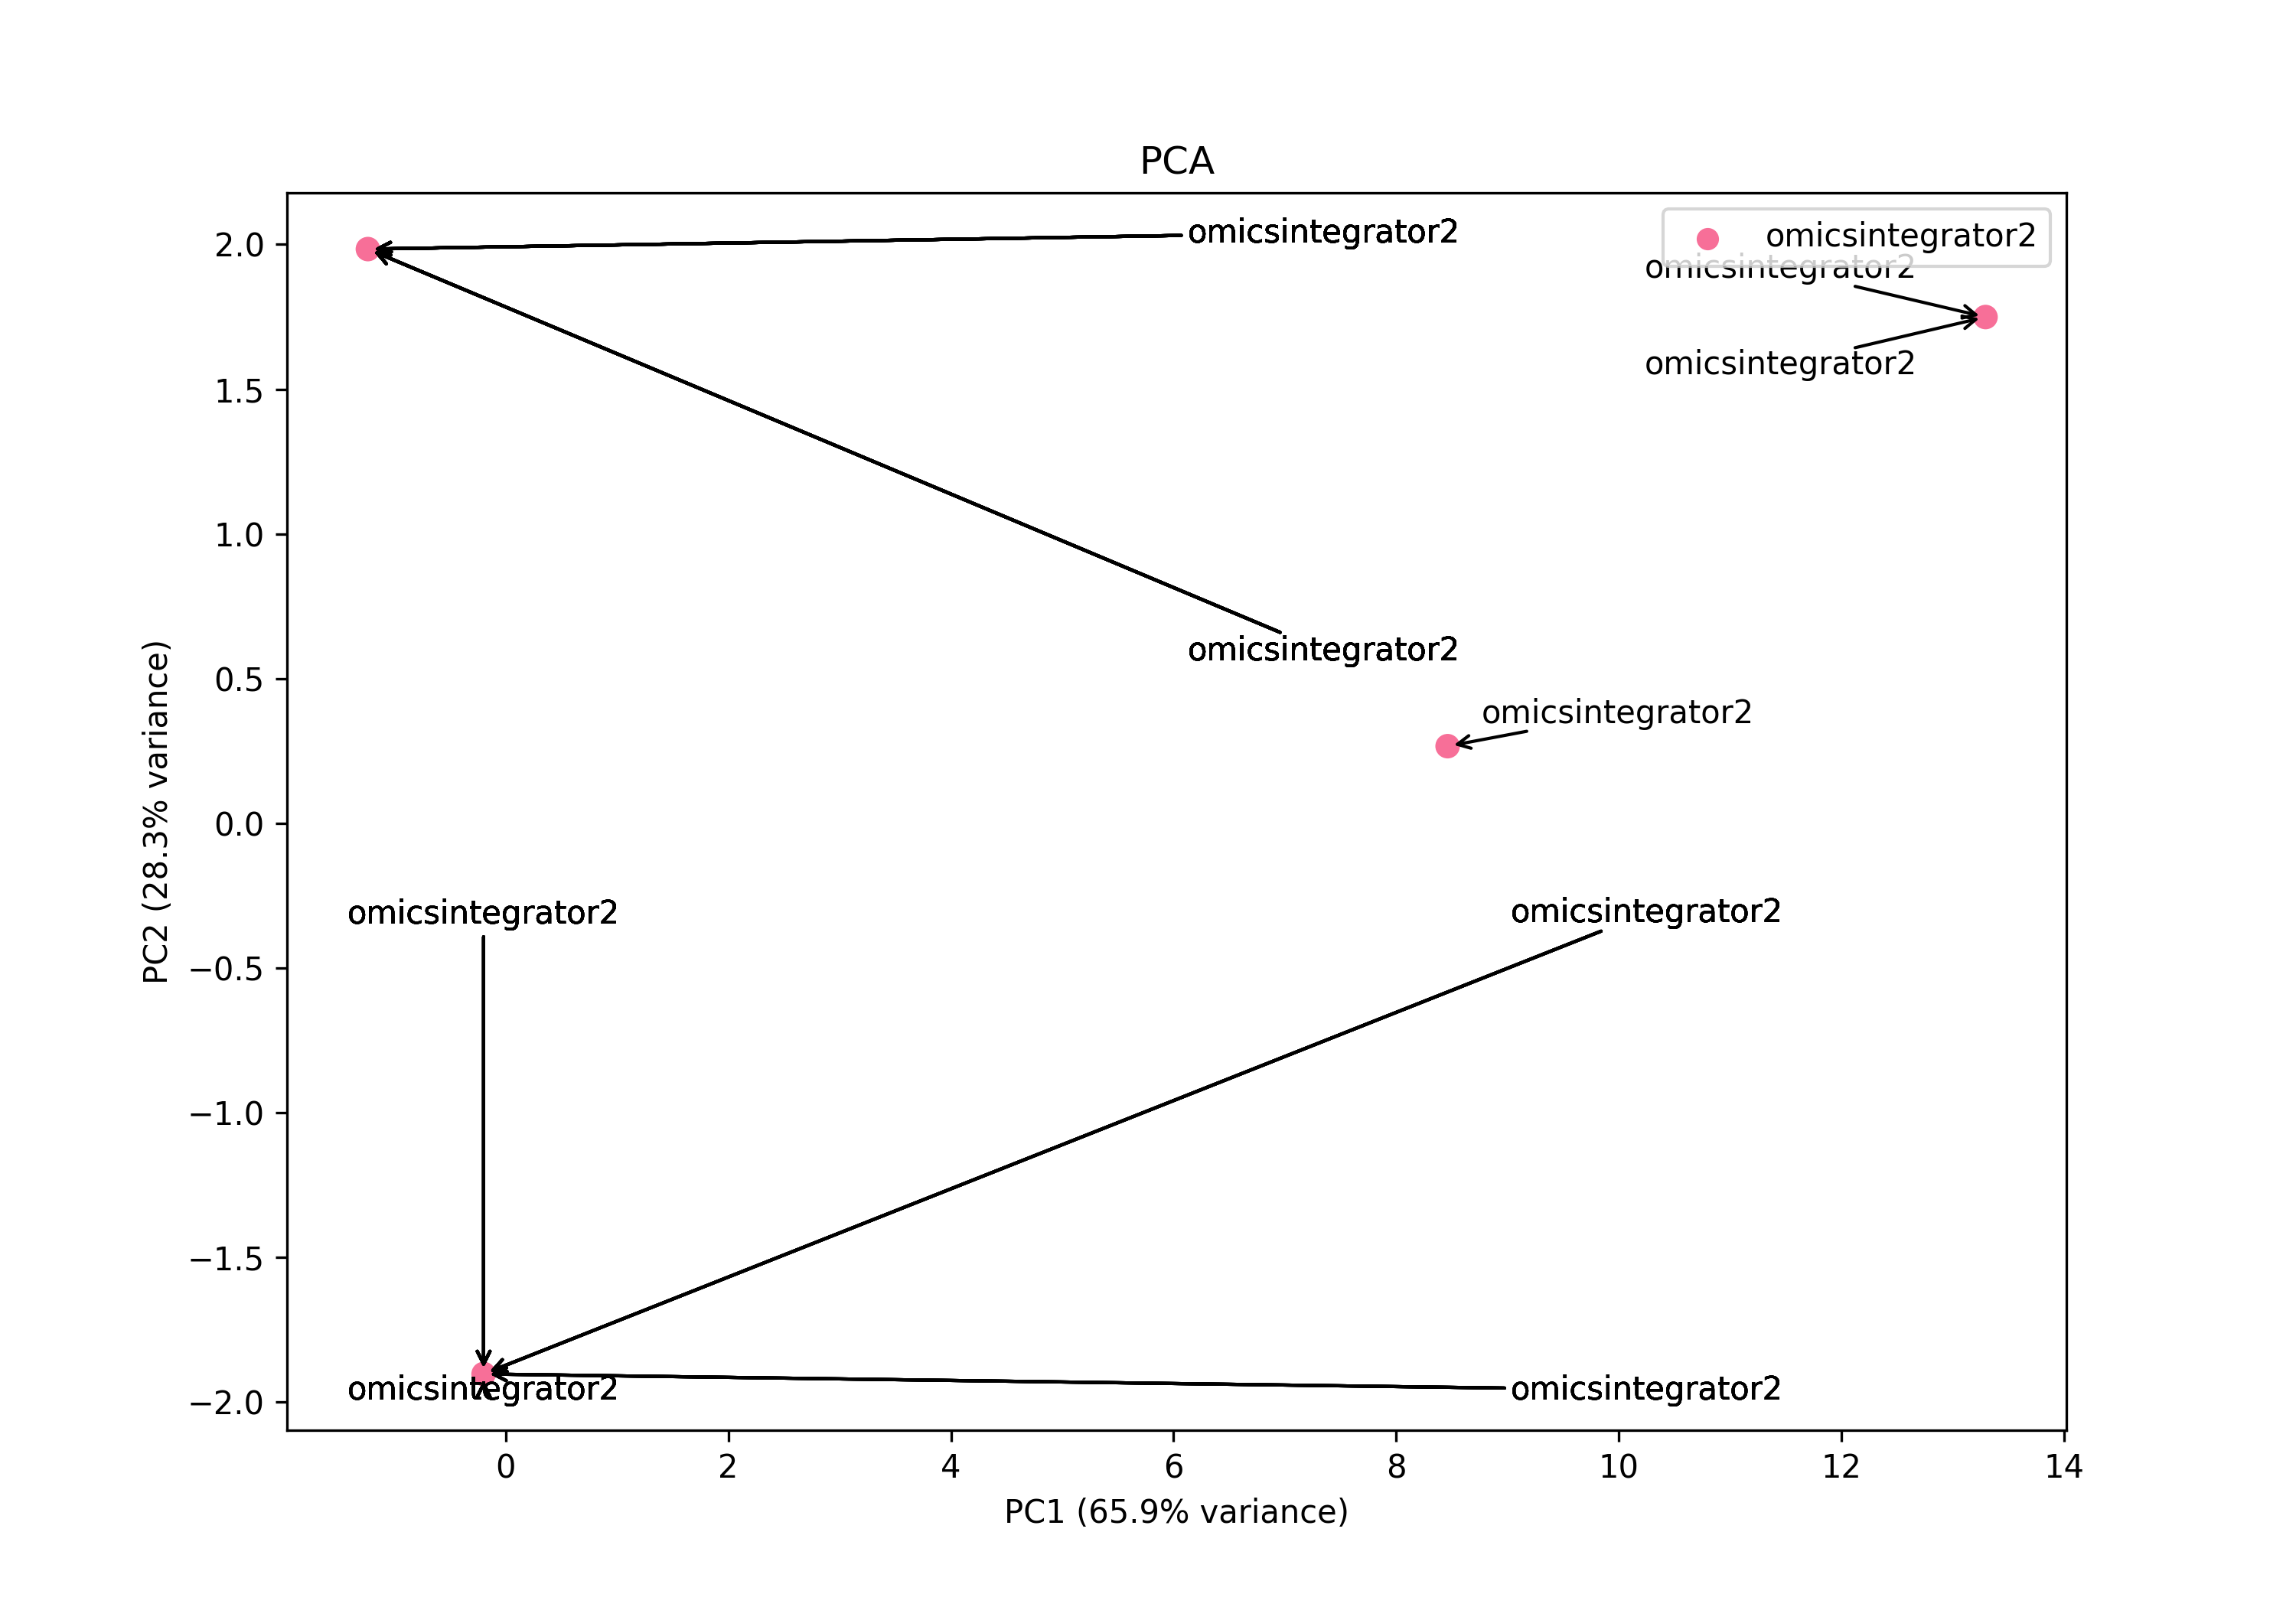 PCA
omicsintegrator2
omicsintegrator2
omicsintegrator2
omicsintegrator2
omicsintegrator2
omicsintegrator2
omicsintegrator2
omicsintegrator2
omicsintegrator2
omicsintegrator2
2.0
1.5
1.0
0.5
0.0
−0.5
−1.0
−1.5
−2.0
PC2 (28.3% variance)
0 2 4 6 8 10 12 14
PC1 (65.9% variance)